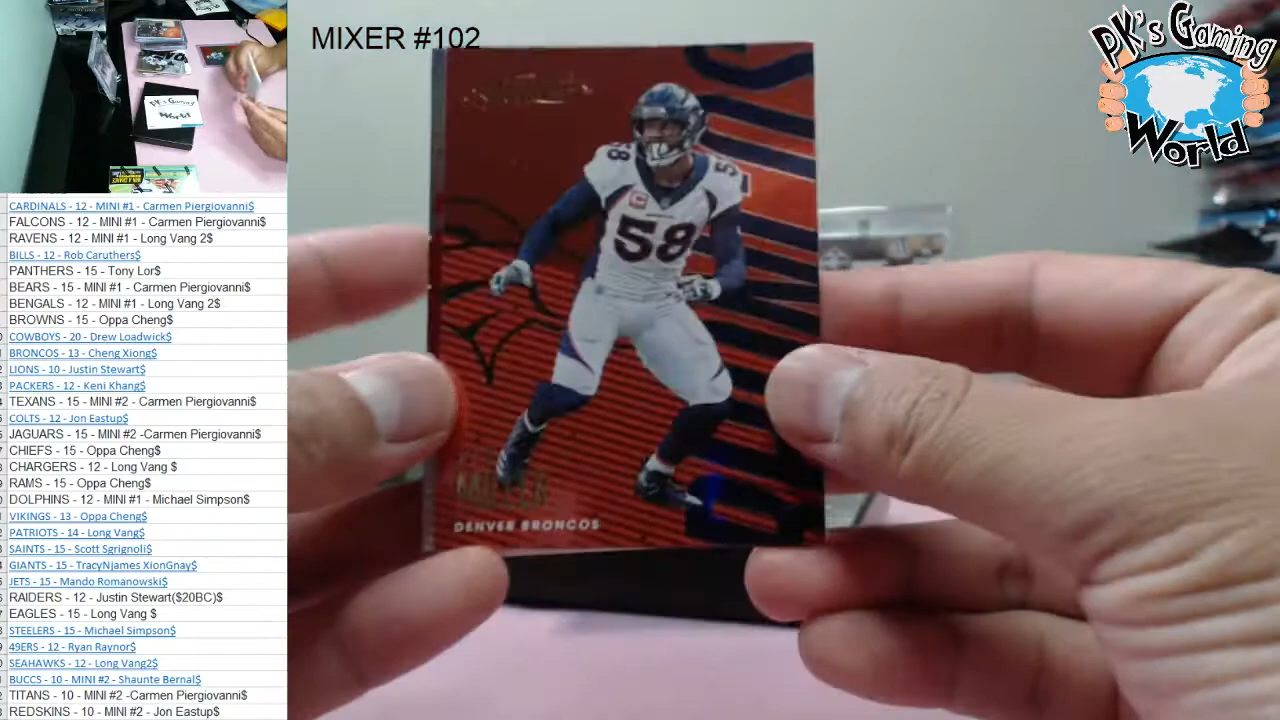 MIXER #102
PK's Gaming
World
PK's Gaming
World
58
58
58
MILLER
DENVER BRONCOS
CARDINALS - 12 - MINI #1 - Carmen Piergiovanni$
FALCONS - 12 - MINI #1 - Carmen Piergiovanni$
RAVENS - 12 - MINI #1 - Long Vang 2$
BILLS - 12 - Rob Caruthers$
PANTHERS - 15 - Tony Lor$
BEARS - 15 - MINI #1 - Carmen Piergiovanni$
BENGALS - 12 - MINI #1 - Long Vang 2$
BROWNS - 15 - Oppa Cheng$
COWBOYS - 20 - Drew Loadwick$
BRONCOS - 13 - Cheng Xiong$
LIONS - 10 - Justin Stewart$
PACKERS - 12 - Keni Khang$
TEXANS - 15 - MINI #2 - Carmen Piergiovanni$
COLTS - 12 - Jon Eastup$
JAGUARS - 15 - MINI #2 -Carmen Piergiovanni$
CHIEFS - 15 - Oppa Cheng$
CHARGERS - 12 - Long Vang $
RAMS - 15 - Oppa Cheng$
DOLPHINS - 12 - MINI #1 - Michael Simpson$
VIKINGS - 13 - Oppa Cheng$
PATRIOTS - 14 - Long Vang$
SAINTS - 15 - Scott Sgrignoli$
GIANTS - 15 - TracyNjames XionGnay$
JETS - 15 - Mando Romanowski$
RAIDERS - 12 - Justin Stewart($20BC)$
EAGLES - 15 - Long Vang $
STEELERS - 15 - Michael Simpson$
49ERS - 12 - Ryan Raynor$
SEAHAWKS - 12 - Long Vang2$
BUCCS - 10 - MINI #2 - Shaunte Bernal$
TITANS - 10 - MINI #2 -Carmen Piergiovanni$
REDSKINS - 10 - MINI #2 - Jon Eastup$